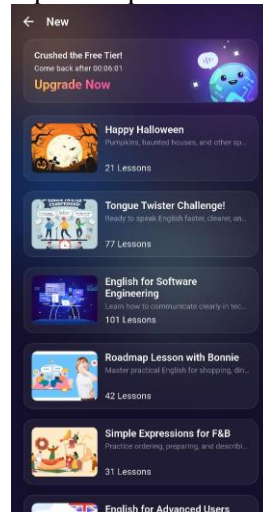 New
Crushed the Free Tier!
Come back after 00:06:01
Upgrade Now
Happy Halloween
Pumpkins, haunted houses, and other sp...
21 Lessons
Tongue Twister Challenge!
Ready to speak English faster, clearer, an...
77 Lessons
English for Software
Engineering
Learn how to communicate clearly in tec...
101 Lessons
Roadmap Lesson with Bonnie
Master practical English for shopping, din...
42 Lessons
Simple Expressions for F&B
Practice ordering, preparing, and describi...
31 Lessons
English for Advanced Users